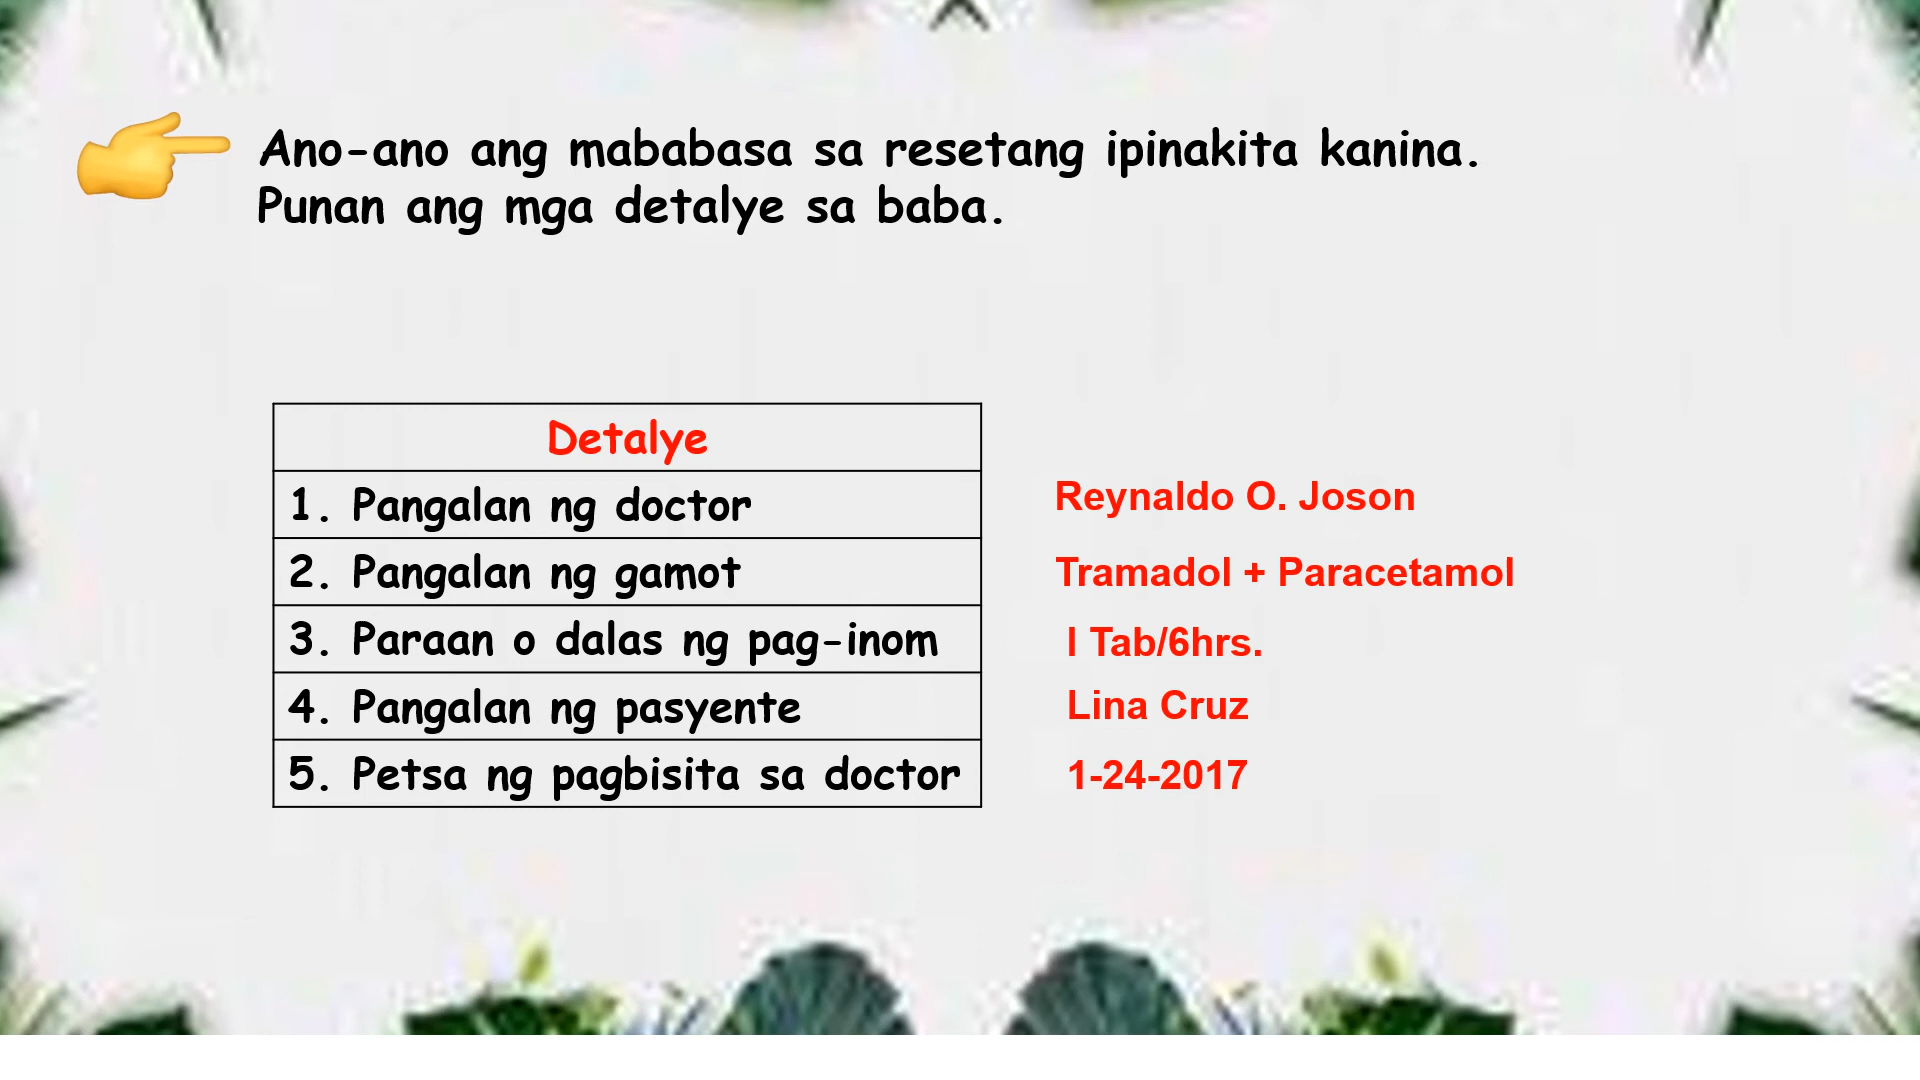 Ano-ano ang mababasa sa resetang ipinakita kanina.
Punan ang mga detalye sa baba.
Detalye
1. Pangalan ng doctor
Reynaldo O. Joson
2. Pangalan ng gamot
Tramadol + Paracetamol
3. Paraan o dalas ng pag-inom
I Tab/6hrs.
4. Pangalan ng pasyente
Lina Cruz
5. Petsa ng pagbisita sa doctor
1-24-2017